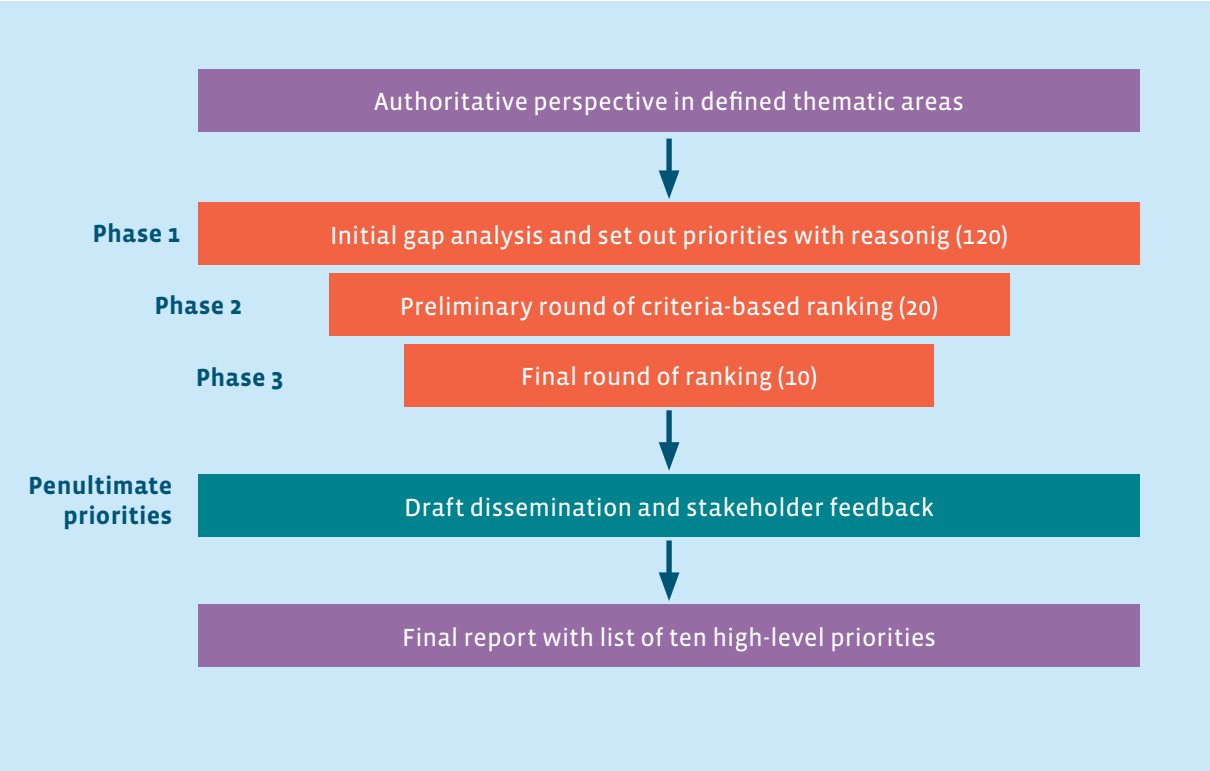 Authoritative perspective in defined thematic areas
Phase 1
Initial gap analysis and set out priorities with reasonig (120)
Phase 2
Preliminary round of criteria-based ranking (20)
Phase 3
Final round of ranking (10)
Penultimate
priorities
Draft dissemination and stakeholder feedback
Final report with list of ten high-level priorities